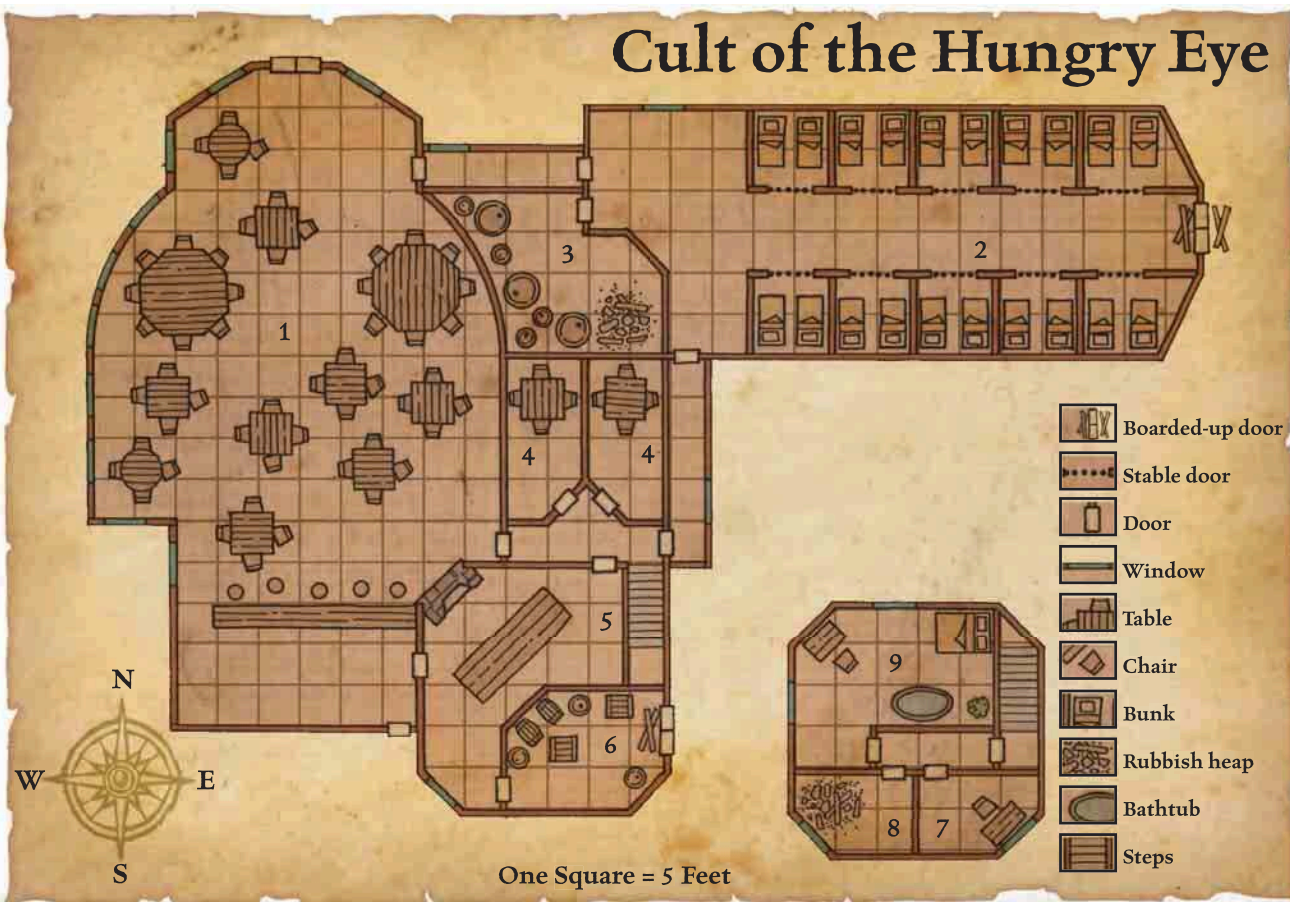 Cult of the Hungry Eye
1
2
3
4
4
5
6
7
8
9
N
W
E
S
One Square = 5 Feet
Boarded-up door
Stable door
Door
Window
Table
Chair
Bunk
Rubbish heap
Bathtub
Steps